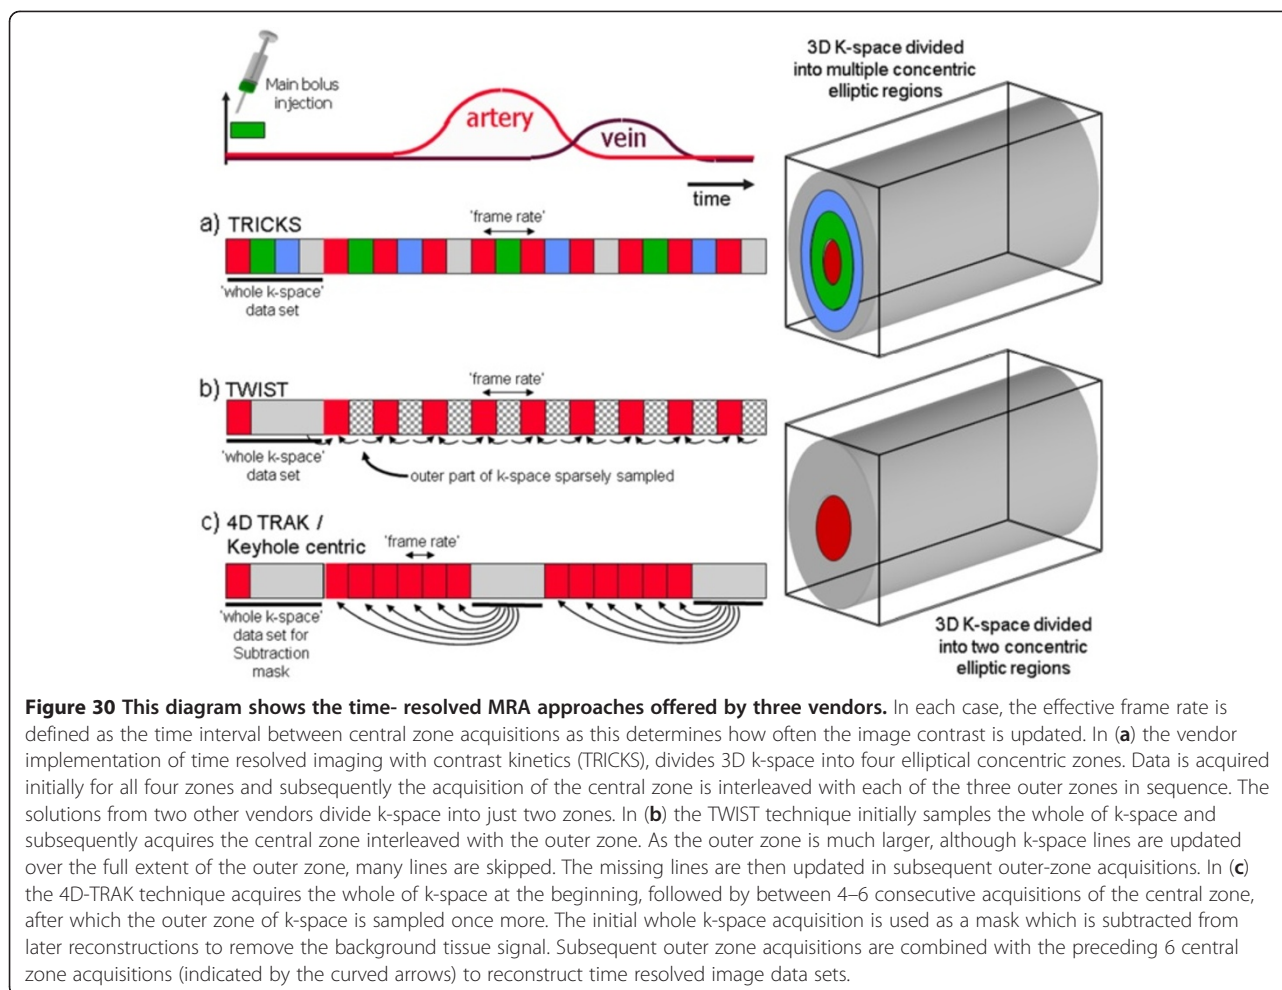 Main bolus
injection
artery
vein
time
3D K-space divided
into multiple concentric
elliptic regions
a) TRICKS
'frame rate'
'whole k-space'
data set
b) TWIST
'frame rate'
'whole k-space'
data set
outer part of k-space sparsely sampled
c) 4D TRAK /
Keyhole centric
'frame rate'
'whole k-space'
data set for
Subtraction
mask
3D K-space divided
into two concentric
elliptic regions
Figure 30 This diagram shows the time- resolved MRA approaches offered by three vendors. In each case, the effective frame rate is
defined as the time interval between central zone acquisitions as this determines how often the image contrast is updated. In (a) the vendor
implementation of time resolved imaging with contrast kinetics (TRICKS), divides 3D k-space into four elliptical concentric zones. Data is acquired
initially for all four zones and subsequently the acquisition of the central zone is interleaved with each of the three outer zones in sequence. The
solutions from two other vendors divide k-space into just two zones. In (b) the TWIST technique initially samples the whole of k-space and
subsequently acquires the central zone interleaved with the outer zone. As the outer zone is much larger, although k-space lines are updated
over the full extent of the outer zone, many lines are skipped. The missing lines are then updated in subsequent outer-zone acquisitions. In (c)
the 4D-TRAK technique acquires the whole of k-space at the beginning, followed by between 4–6 consecutive acquisitions of the central zone,
after which the outer zone of k-space is sampled once more. The initial whole k-space acquisition is used as a mask which is subtracted from
later reconstructions to remove the background tissue signal. Subsequent outer zone acquisitions are combined with the preceding 6 central
zone acquisitions (indicated by the curved arrows) to reconstruct time resolved image data sets.